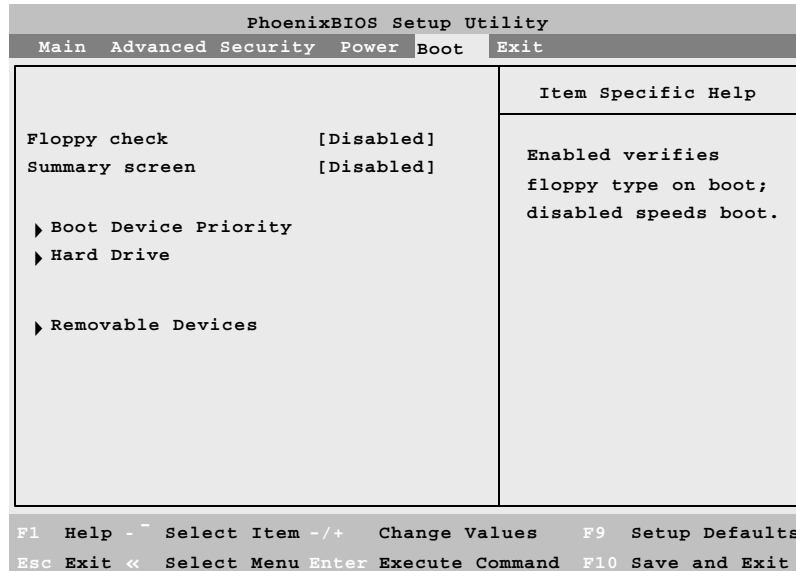 PhoenixBIOS Setup Utility
Main Advanced Security Power Boot Exit
Item Specific Help
Floppy check [Disabled]
Summary screen [Disabled]
Enabled verifies
floppy type on boot;
disabled speeds boot.
Boot Device Priority
Hard Drive
Removable Devices
F1 Help - ¯ Select Item -/+ Change Values F9 Setup Defaults
Esc Exit « Select Menu Enter Execute Command F10 Save and Exit